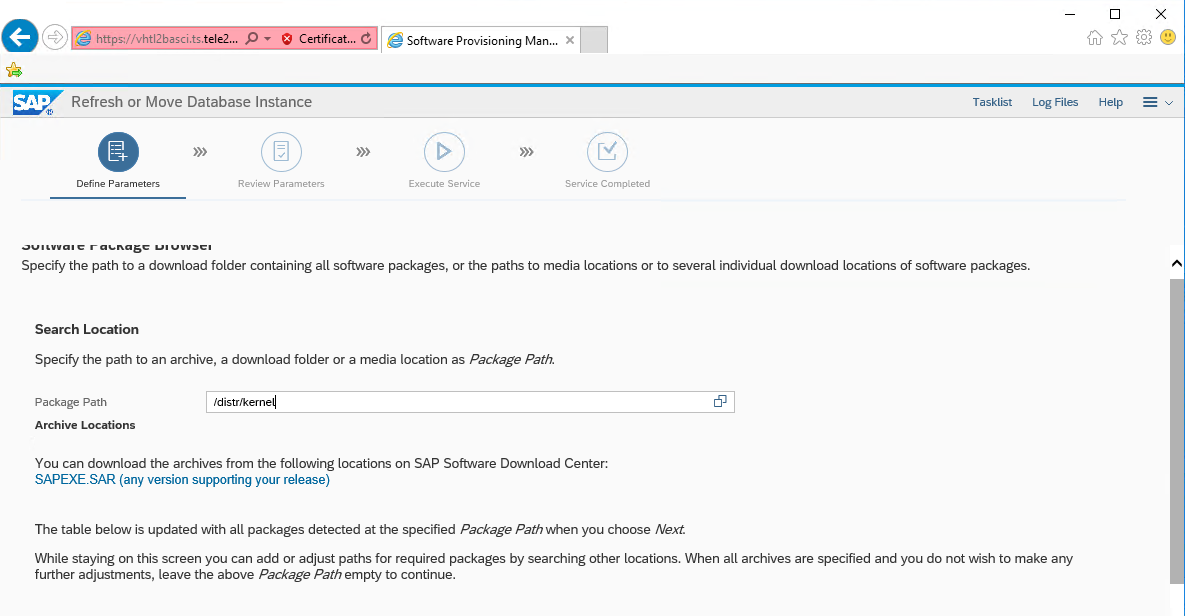 https://vhtl2basci.ts.tele2...
Certificat...
Software Provisioning Man...
SAP
Refresh or Move Database Instance
Tasklist
Log Files
Help
Define Parameters
Review Parameters
Execute Service
Service Completed
Software Package Browser
Specify the path to a download folder containing all software packages, or the paths to media locations or to several individual download locations of software packages.
Search Location
Specify the path to an archive, a download folder or a media location as Package Path.
Package Path
/distr/kernel
Archive Locations
You can download the archives from the following locations on SAP Software Download Center:
SAPEXE.SAR (any version supporting your release)
The table below is updated with all packages detected at the specified Package Path when you choose Next.
While staying on this screen you can add or adjust paths for required packages by searching other locations. When all archives are specified and you do not wish to make any
further adjustments, leave the above Package Path empty to continue.